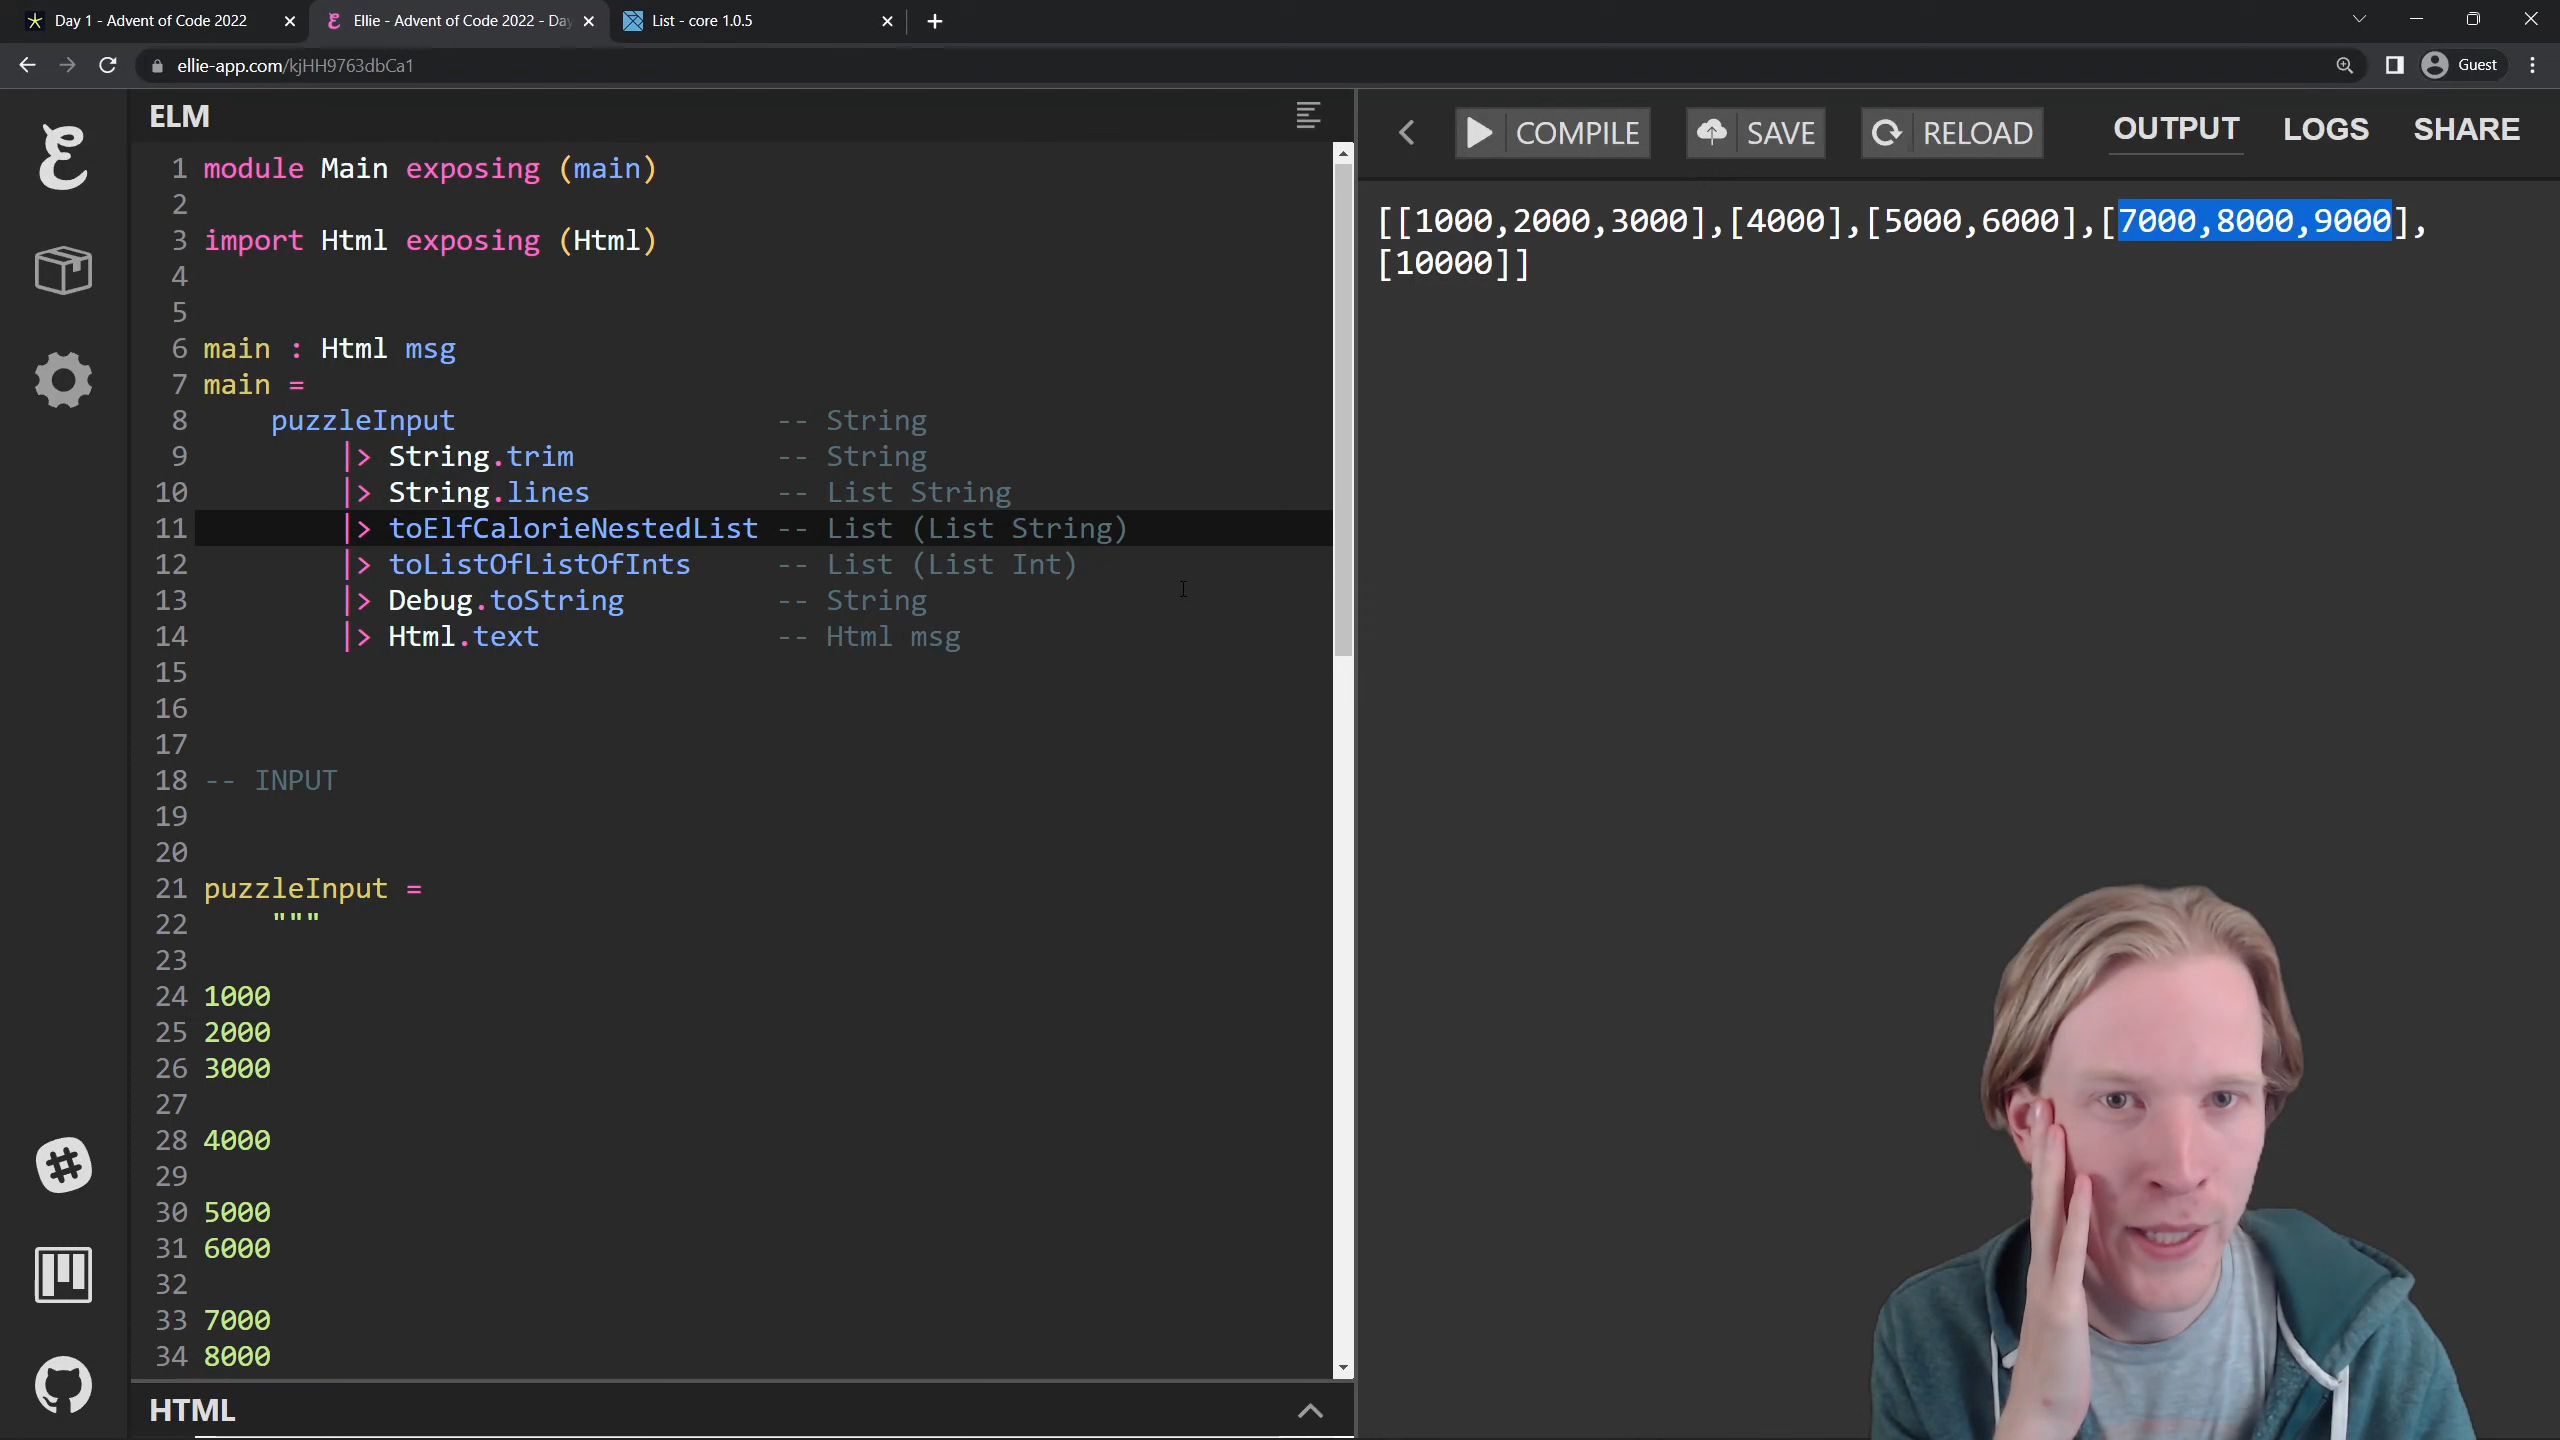 Day 1 - Advent of Code 2022
Ellie - Advent of Code 2022 - Da
List - core 1.0.5
ellie-app.com/kjHH9763dbCa1
Guest
ELM
COMPILE
SAVE
RELOAD
OUTPUT
LOGS
SHARE
1 module Main exposing (main)
2
3 import Html exposing (Html)
4
5
6 main : Html msg
7 main =
8 puzzleInput -- String
9 |> String.trim -- String
10 |> String.lines -- List String
11 |> toElfCalorieNestedList -- List (List String)
12 |> toListOfListOfInts -- List (List Int)
13 |> Debug.toString -- String
14 |> Html.text -- Html msg
15
16
17
18 -- INPUT
19
20
21 puzzleInput =
22 """
23
24 1000
25 2000
26 3000
27
28 4000
29
30 5000
31 6000
32
33 7000
34 8000
[[1000,2000,3000],[4000],[5000,6000],[7000,8000,9000],
[10000]]
HTML